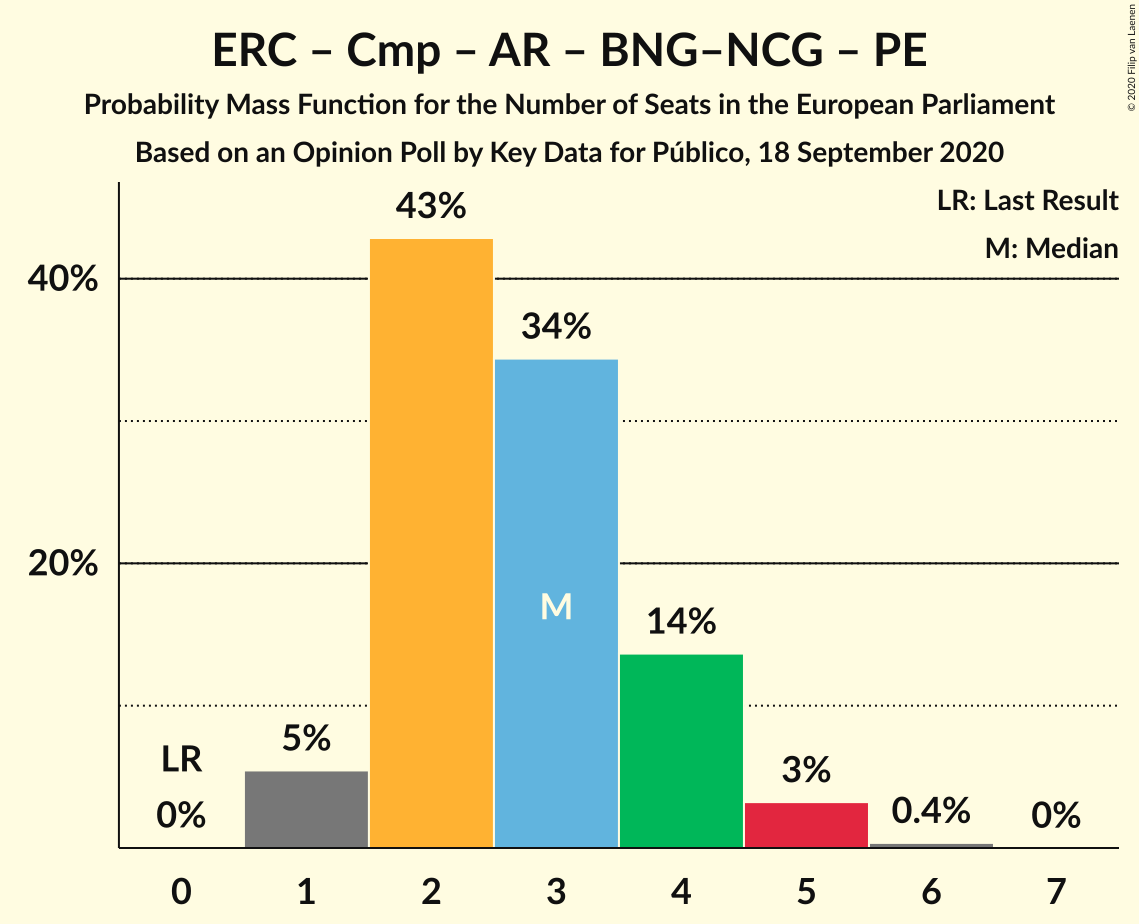 ERC – Cmp – AR – BNG–NCG – PE
Probability Mass Function for the Number of Seats in the European Parliament
Based on an Opinion Poll by Key Data for Público, 18 September 2020
© 2020 Filip van Laenen
LR: Last Result
M: Median
43%
40%
34%
20%
M
14%
5%
LR
3%
0%
0.4%
0%
0 1 2 3 4 5 6 7